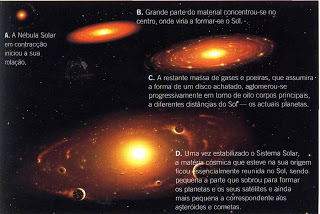 B. Grande parte do material concentrou-se no
centro, onde viria a formar-se o Sol.
A. A Nébula Solar
em contracção
iniciou a sua
rotação.
C. A restante massa de gases e poeiras, que assumira
a forma de um disco achatado, aglomerou-se
progressivamente em torno de oito corpos principais,
a diferentes distâncias do Sol — os actuais planetas.
D. Uma vez estabilizado o Sistema Solar,
a matéria cósmica que esteve na sua origem
ficou essencialmente reunida no Sol, sendo
pequena a parte que sobrou para formar
os planetas e os seus satélites e ainda
mais pequena a correspondente aos
asteróides e cometas.